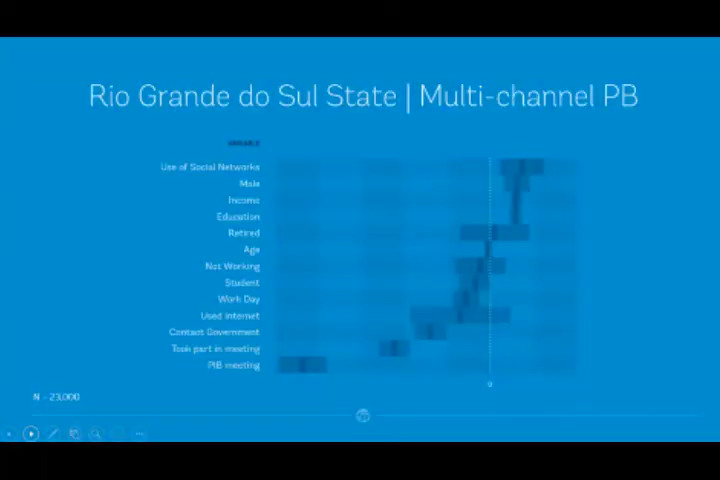 Rio Grande do Sul State | Multi-channel PB
VARIABLE
Use of Social Networks
Male
Income
Education
Retired
Age
Not Working
Student
Work Day
Used Internet
Contact Government
Took part in meeting
PIB meeting
0
N - 23,000